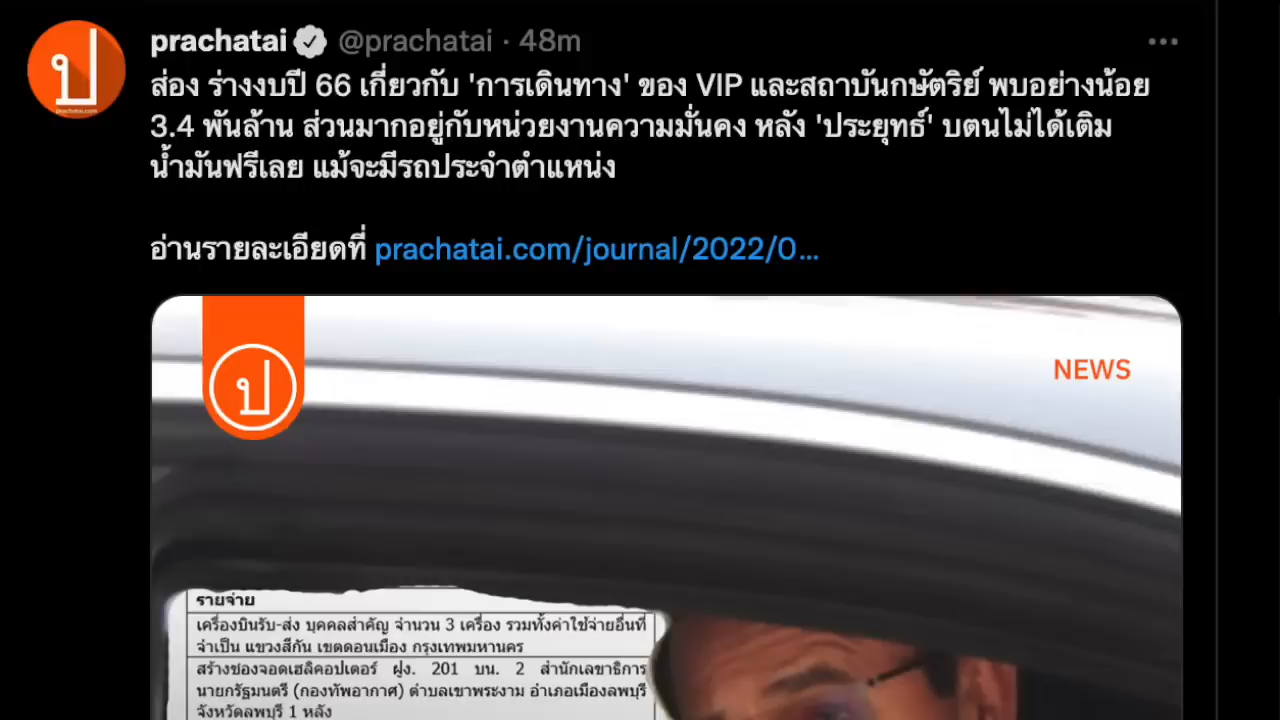 prachatai @prachatai · 48m
ส่อง ร่างงบปี 66 เกี่ยวกับ 'การเดินทาง' ของ VIP และสถาบันกษัตริย์ พบอย่างน้อย
3.4 พันล้าน ส่วนมากอยู่กับหน่วยงานความมั่นคง หลัง 'ประยุทธ์' บตนไม่ได้เติม
น้ำมันฟรีเลย แม้จะมีรถประจำตำแหน่ง
อ่านรายละเอียดที่ prachatai.com/journal/2022/0…
ป
prachatai.com
ป
NEWS
รายจ่าย
เครื่องบินรับ-ส่ง บุคคลสำคัญ จำนวน 3 เครื่อง รวมทั้งค่าใช้จ่ายอื่นที่
จำเป็น แขวงสีกัน เขตดอนเมือง กรุงเทพมหานคร
สร้างช่องจอดเฮลิคอปเตอร์ ฝูง. 201 บน. 2 สำนักเลขาธิการ
นายกรัฐมนตรี (กองทัพอากาศ) ตำบลเขาพระงาม อำเภอเมืองลพบุรี
จังหวัดลพบุรี 1 หลัง